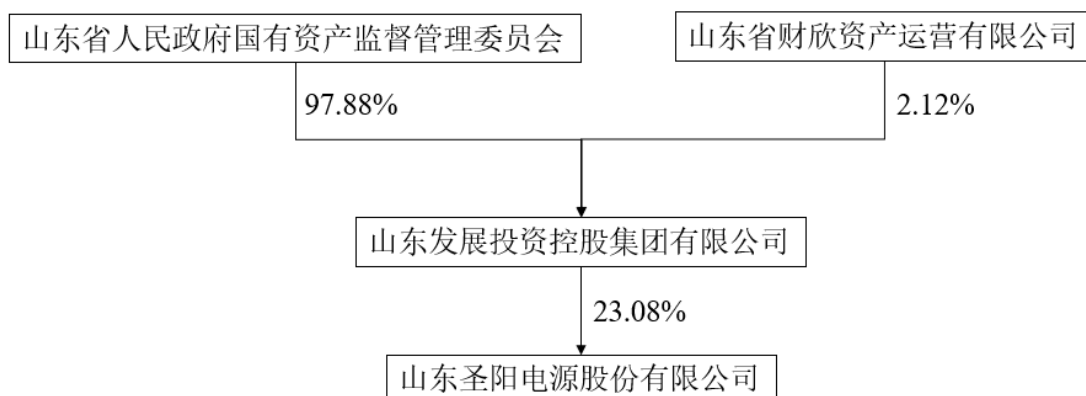 山东省人民政府国有资产监督管理委员会
山东省财欣资产运营有限公司
97.88%
2.12%
山东发展投资控股集团有限公司
23.08%
山东圣阳电源股份有限公司